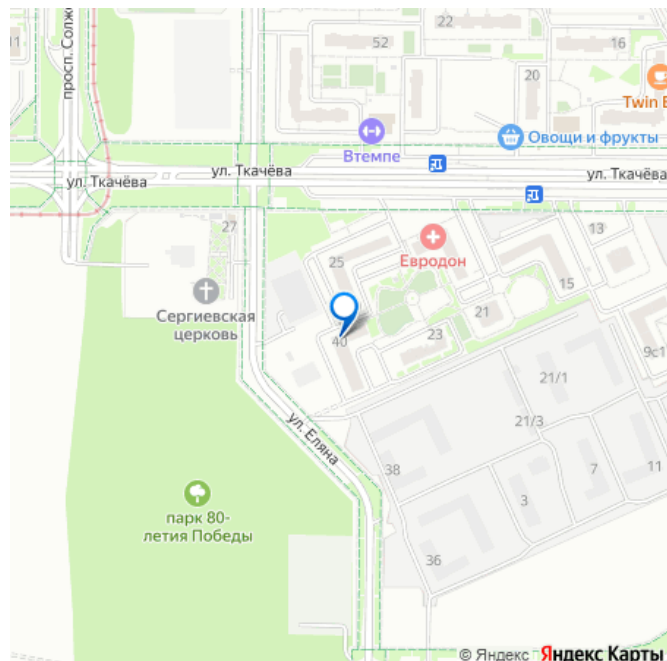 11
просп. Солже
52
22
16
20
Twin B
Втемпе
Овощи и фрукты
ул. Ткачёва
ул. Ткачёва
ул. Ткачёва
27
25
Евродон
13
15
Сергиевская
церковь
40
23
21
9с1
21/1
21/3
ул. Еляна
38
7
11
3
парк 80-
летия Победы
36
© Яндекс Яндекс Карты